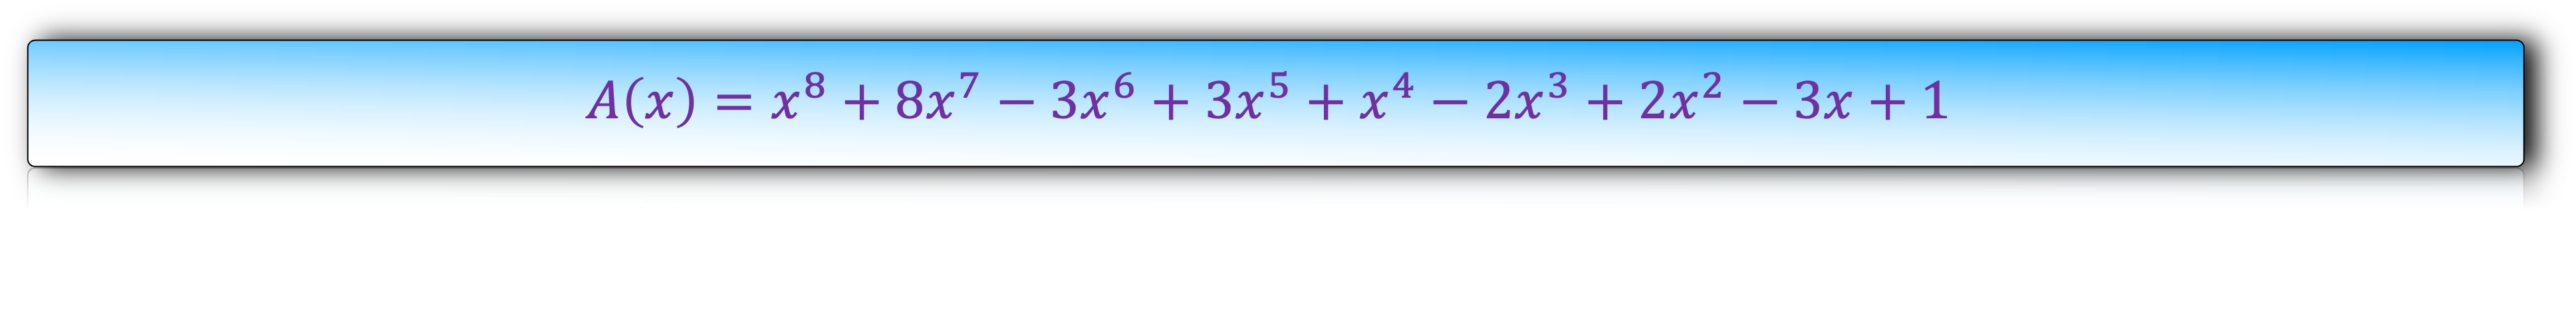 A(x) = x⁸ + 8x⁷ − 3x⁶ + 3x⁵ + x⁴ − 2x³ + 2x² − 3x + 1